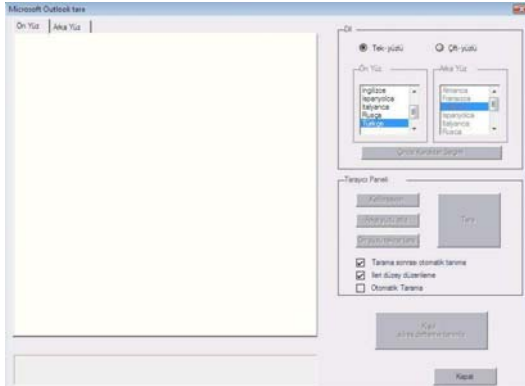 Microsoft Outlook tara
Ön Yüz
Arka Yüz
Dil
Tek-yüzlü
Çift-yüzlü
Ön Yüz
Arka Yüz
İngilizce
İspanyolca
İtalyanca
Rusça
Türkçe
Almanca
Fransızca
İspanyolca
İtalyanca
Rusça
Tarayıcı Paneli
Kalibrasyon
Tara
Tarama sonrası otomatik tanıma
İleri düzey düzenleme
Otomatik Tarama
Kapat